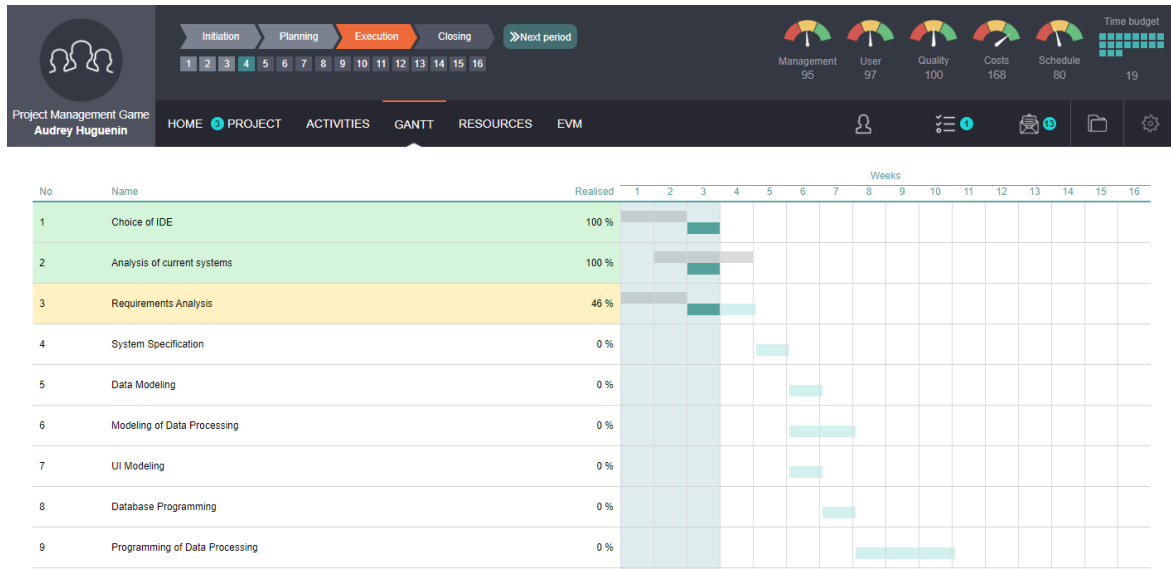 Initiation Planning Execution Closing Next period
1 2 3 4 5 6 7 8 9 10 11 12 13 14 15 16
Management 95
User 97
Quality 100
Costs 168
Schedule 80
Time budget
19
Project Management Game
Audrey Huguenin
HOME 3 PROJECT ACTIVITIES GANTT RESOURCES EVM
1 13
Weeks
No Name Realised 1 2 3 4 5 6 7 8 9 10 11 12 13 14 15 16
1 Choice of IDE 100 %
2 Analysis of current systems 100 %
3 Requirements Analysis 46 %
4 System Specification 0 %
5 Data Modeling 0 %
6 Modeling of Data Processing 0 %
7 UI Modeling 0 %
8 Database Programming 0 %
9 Programming of Data Processing 0 %